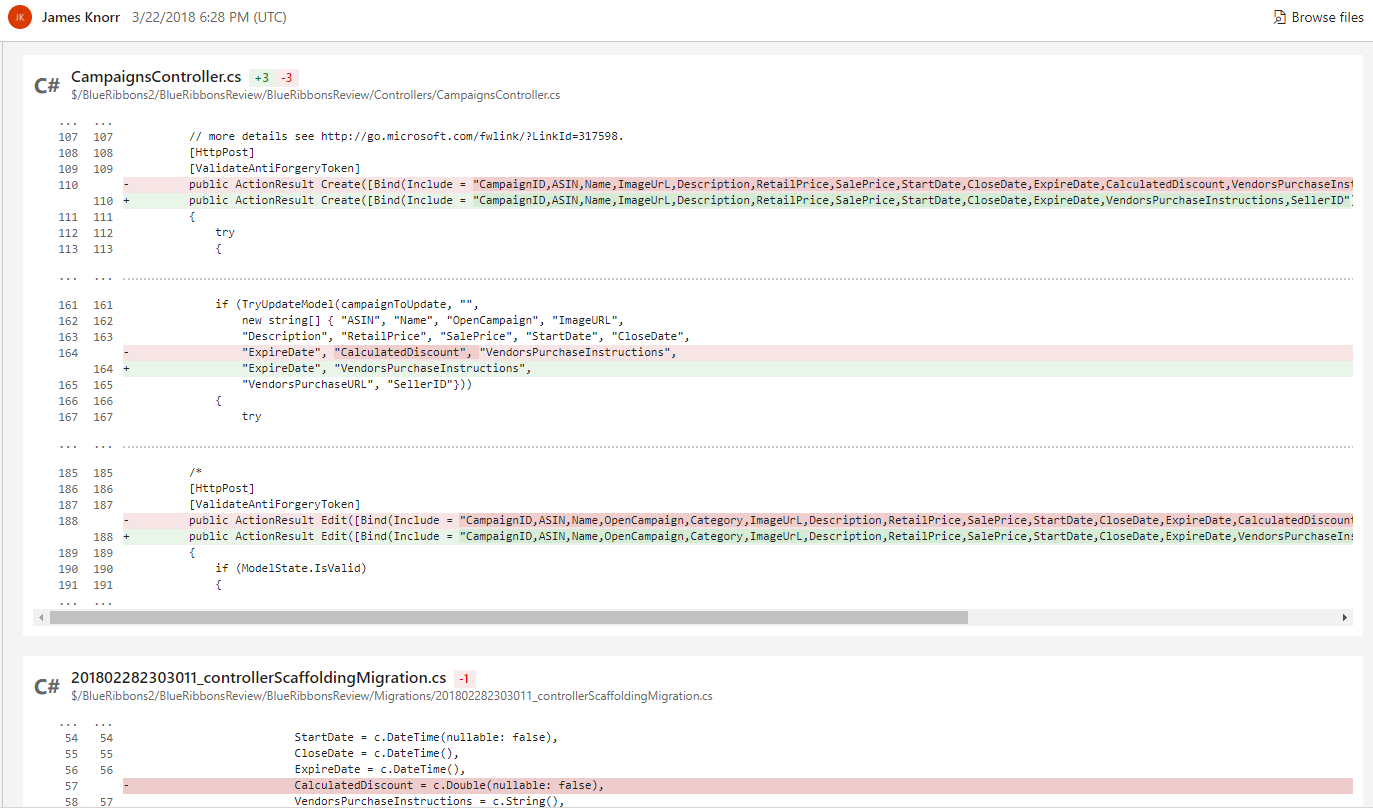 JK James Knorr 3/22/2018 6:28 PM (UTC) Browse files
C# CampaignsController.cs +3 -3
$/BlueRibbons2/BlueRibbonsReview/BlueRibbonsReview/Controllers/CampaignsController.cs
... ...
107 107 // more details see http://go.microsoft.com/fwlink/?LinkId=317598.
108 108 [HttpPost]
109 109 [ValidateAntiForgeryToken]
110 - public ActionResult Create([Bind(Include = "CampaignID,ASIN,Name,ImageUrL,Description,RetailPrice,SalePrice,StartDate,CloseDate,ExpireDate,CalculatedDiscount,VendorsPurchaseInst
110 + public ActionResult Create([Bind(Include = "CampaignID,ASIN,Name,ImageUrL,Description,RetailPrice,SalePrice,StartDate,CloseDate,ExpireDate,VendorsPurchaseInstructions,SellerID")
111 111 {
112 112 try
113 113 {
... ...
161 161 if (TryUpdateModel(campaignToUpdate, "",
162 162 new string[] { "ASIN", "Name", "OpenCampaign", "ImageURL",
163 163 "Description", "RetailPrice", "SalePrice", "StartDate", "CloseDate",
164 - "ExpireDate", "CalculatedDiscount", "VendorsPurchaseInstructions",
164 + "ExpireDate", "VendorsPurchaseInstructions",
165 165 "VendorsPurchaseURL", "SellerID"}))
166 166 {
167 167 try
... ...
185 185 /*
186 186 [HttpPost]
187 187 [ValidateAntiForgeryToken]
188 - public ActionResult Edit([Bind(Include = "CampaignID,ASIN,Name,OpenCampaign,Category,ImageUrL,Description,RetailPrice,SalePrice,StartDate,CloseDate,ExpireDate,CalculatedDiscount
188 + public ActionResult Edit([Bind(Include = "CampaignID,ASIN,Name,OpenCampaign,Category,ImageUrL,Description,RetailPrice,SalePrice,StartDate,CloseDate,ExpireDate,VendorsPurchaseIns
189 189 {
190 190 if (ModelState.IsValid)
191 191 {
... ...
C# 201802282303011_controllerScaffoldingMigration.cs -1
$/BlueRibbons2/BlueRibbonsReview/BlueRibbonsReview/Migrations/201802282303011_controllerScaffoldingMigration.cs
... ...
54 54 StartDate = c.DateTime(nullable: false),
55 55 CloseDate = c.DateTime(),
56 56 ExpireDate = c.DateTime(),
57 - CalculatedDiscount = c.Double(nullable: false),
58 57 VendorsPurchaseInstructions = c.String(),